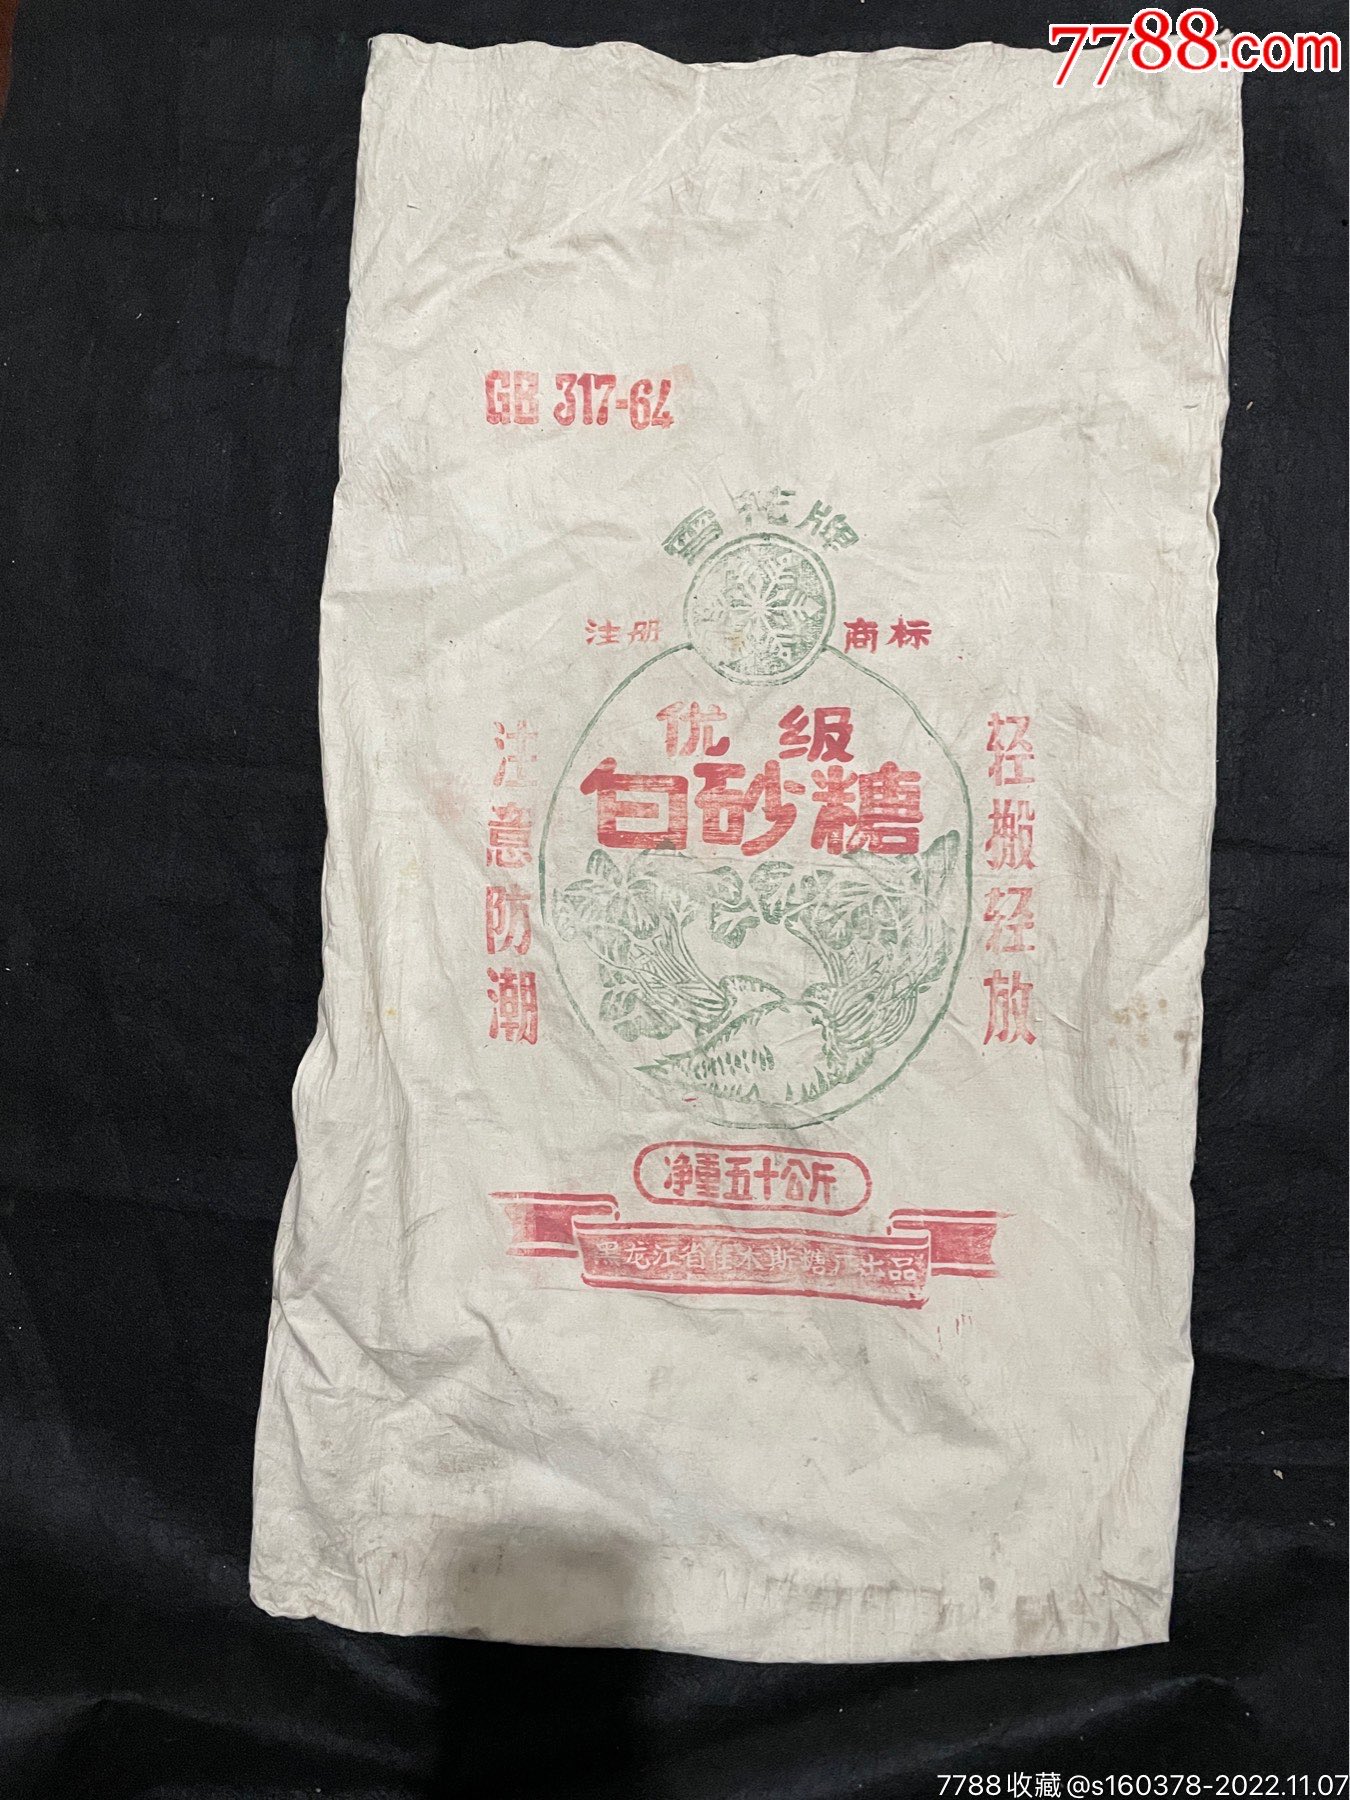 7788.com
GB 317-64
雪花牌
注册 商标
优级
白砂糖
注意防潮
轻搬轻放
净重五十公斤
黑龙江省佳木斯糖厂出品
7788收藏@s160378-2022.11.07